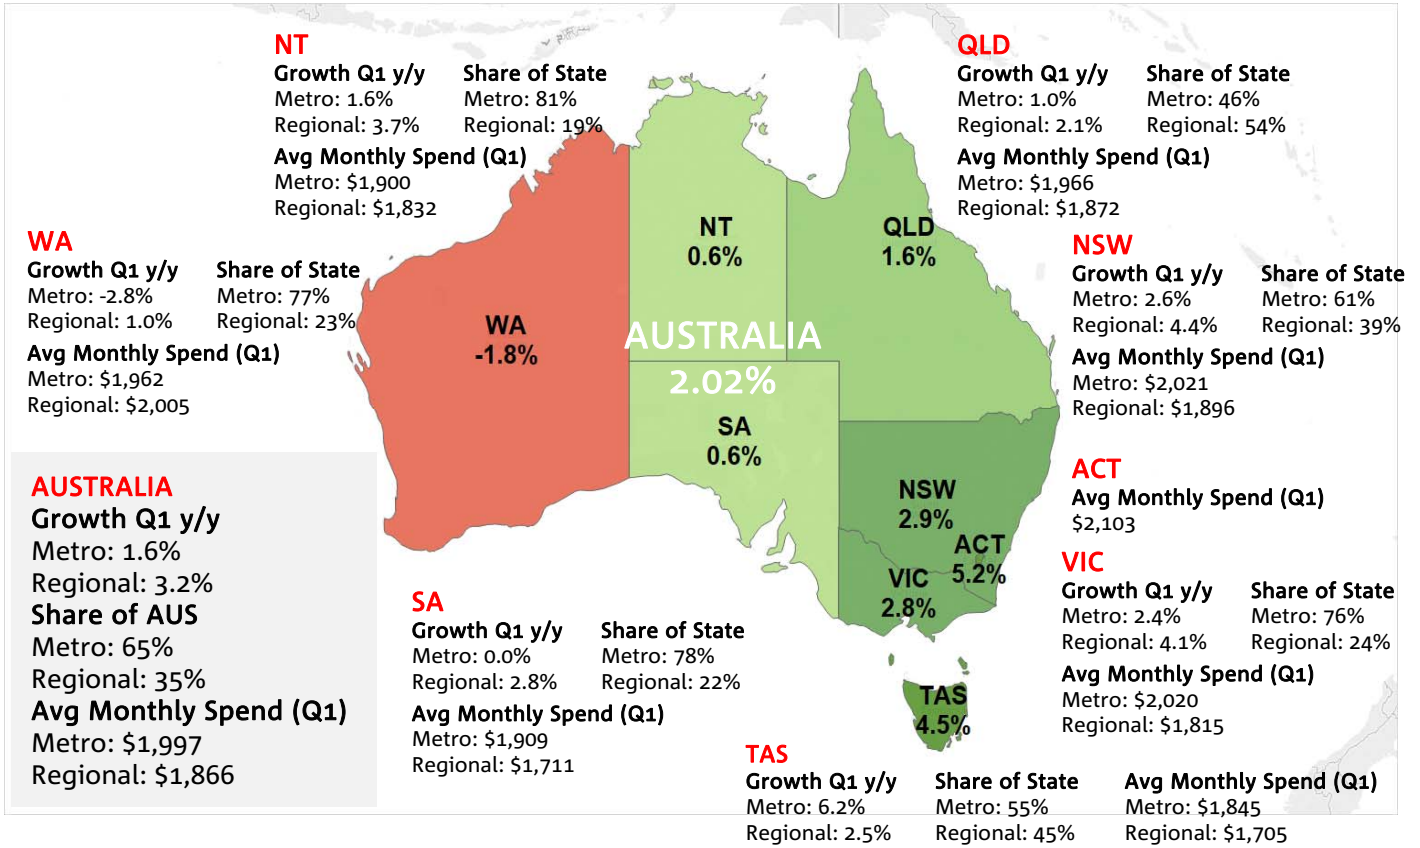 NT
Growth Q1 y/y Share of State
Metro: 1.6% Metro: 81%
Regional: 3.7% Regional: 19%
Avg Monthly Spend (Q1)
Metro: $1,900
Regional: $1,832
QLD
Growth Q1 y/y Share of State
Metro: 1.0% Metro: 46%
Regional: 2.1% Regional: 54%
Avg Monthly Spend (Q1)
Metro: $1,966
Regional: $1,872
WA
Growth Q1 y/y Share of State
Metro: -2.8% Metro: 77%
Regional: 1.0% Regional: 23%
Avg Monthly Spend (Q1)
Metro: $1,962
Regional: $2,005
NSW
Growth Q1 y/y Share of State
Metro: 2.6% Metro: 61%
Regional: 4.4% Regional: 39%
Avg Monthly Spend (Q1)
Metro: $2,021
Regional: $1,896
NT
0.6%
QLD
1.6%
WA
-1.8%
AUSTRALIA
2.02%
SA
0.6%
NSW
2.9%
ACT
5.2%
VIC
2.8%
TAS
4.5%
ACT
Avg Monthly Spend (Q1)
$2,103
VIC
Growth Q1 y/y Share of State
Metro: 2.4% Metro: 76%
Regional: 4.1% Regional: 24%
Avg Monthly Spend (Q1)
Metro: $2,020
Regional: $1,815
AUSTRALIA
Growth Q1 y/y
Metro: 1.6%
Regional: 3.2%
Share of AUS
Metro: 65%
Regional: 35%
Avg Monthly Spend (Q1)
Metro: $1,997
Regional: $1,866
SA
Growth Q1 y/y Share of State
Metro: 0.0% Metro: 78%
Regional: 2.8% Regional: 22%
Avg Monthly Spend (Q1)
Metro: $1,909
Regional: $1,711
TAS
Growth Q1 y/y Share of State Avg Monthly Spend (Q1)
Metro: 6.2% Metro: 55% Metro: $1,845
Regional: 2.5% Regional: 45% Regional: $1,705